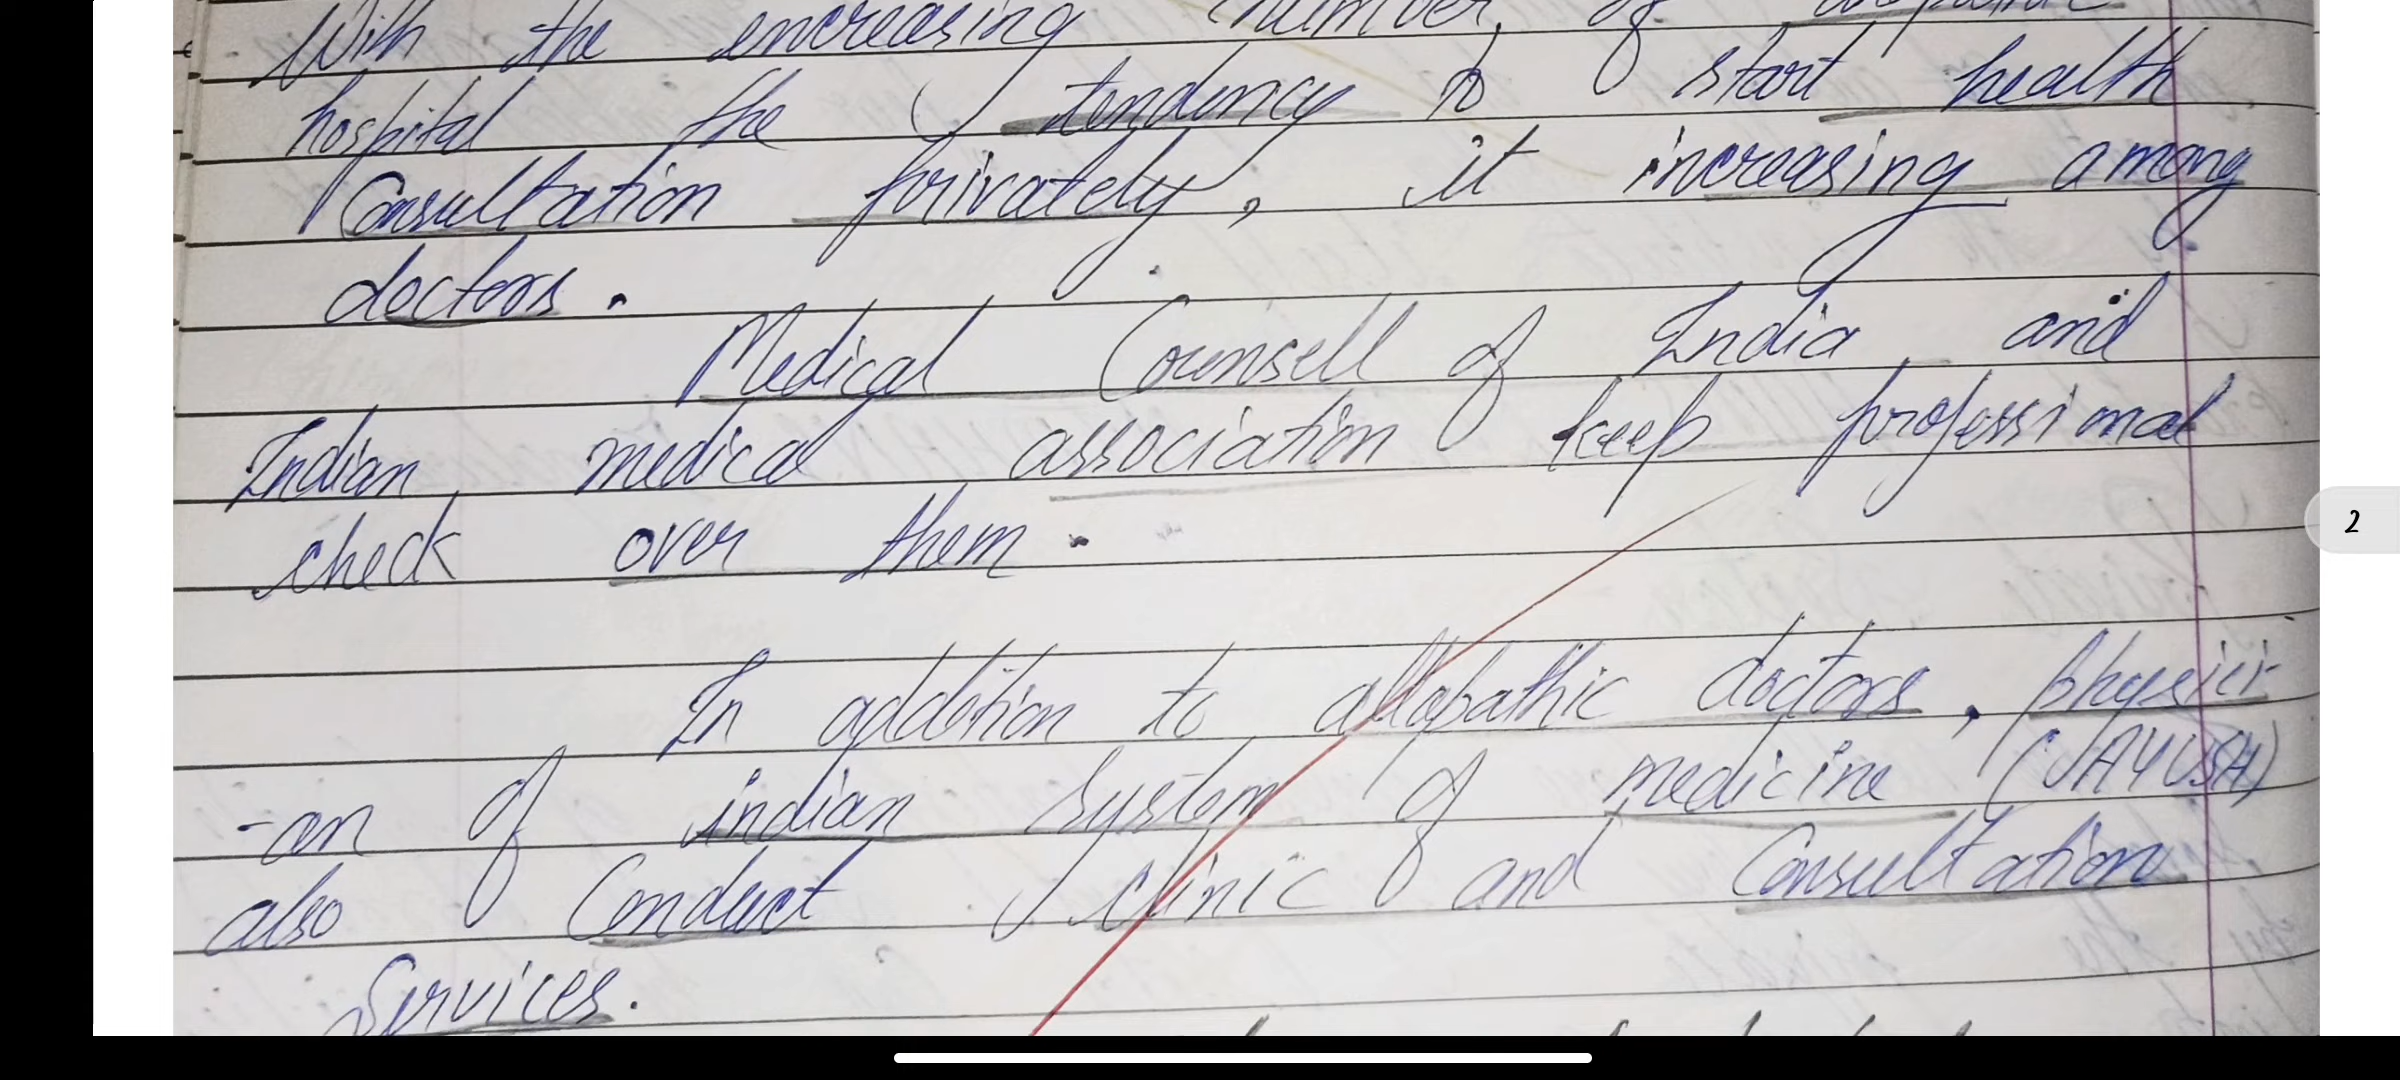 With the encreasing number of
hospital the tendency to start health
Consultation privately, it increasing among
doctors.
Medical Counsell of India and
Indian medical association keep professional
check over them.
In addition to allopathic doctors, physici-
-an of indian system of medicine (AYUSH)
also Conduct clinic and Consultation
Services.
2